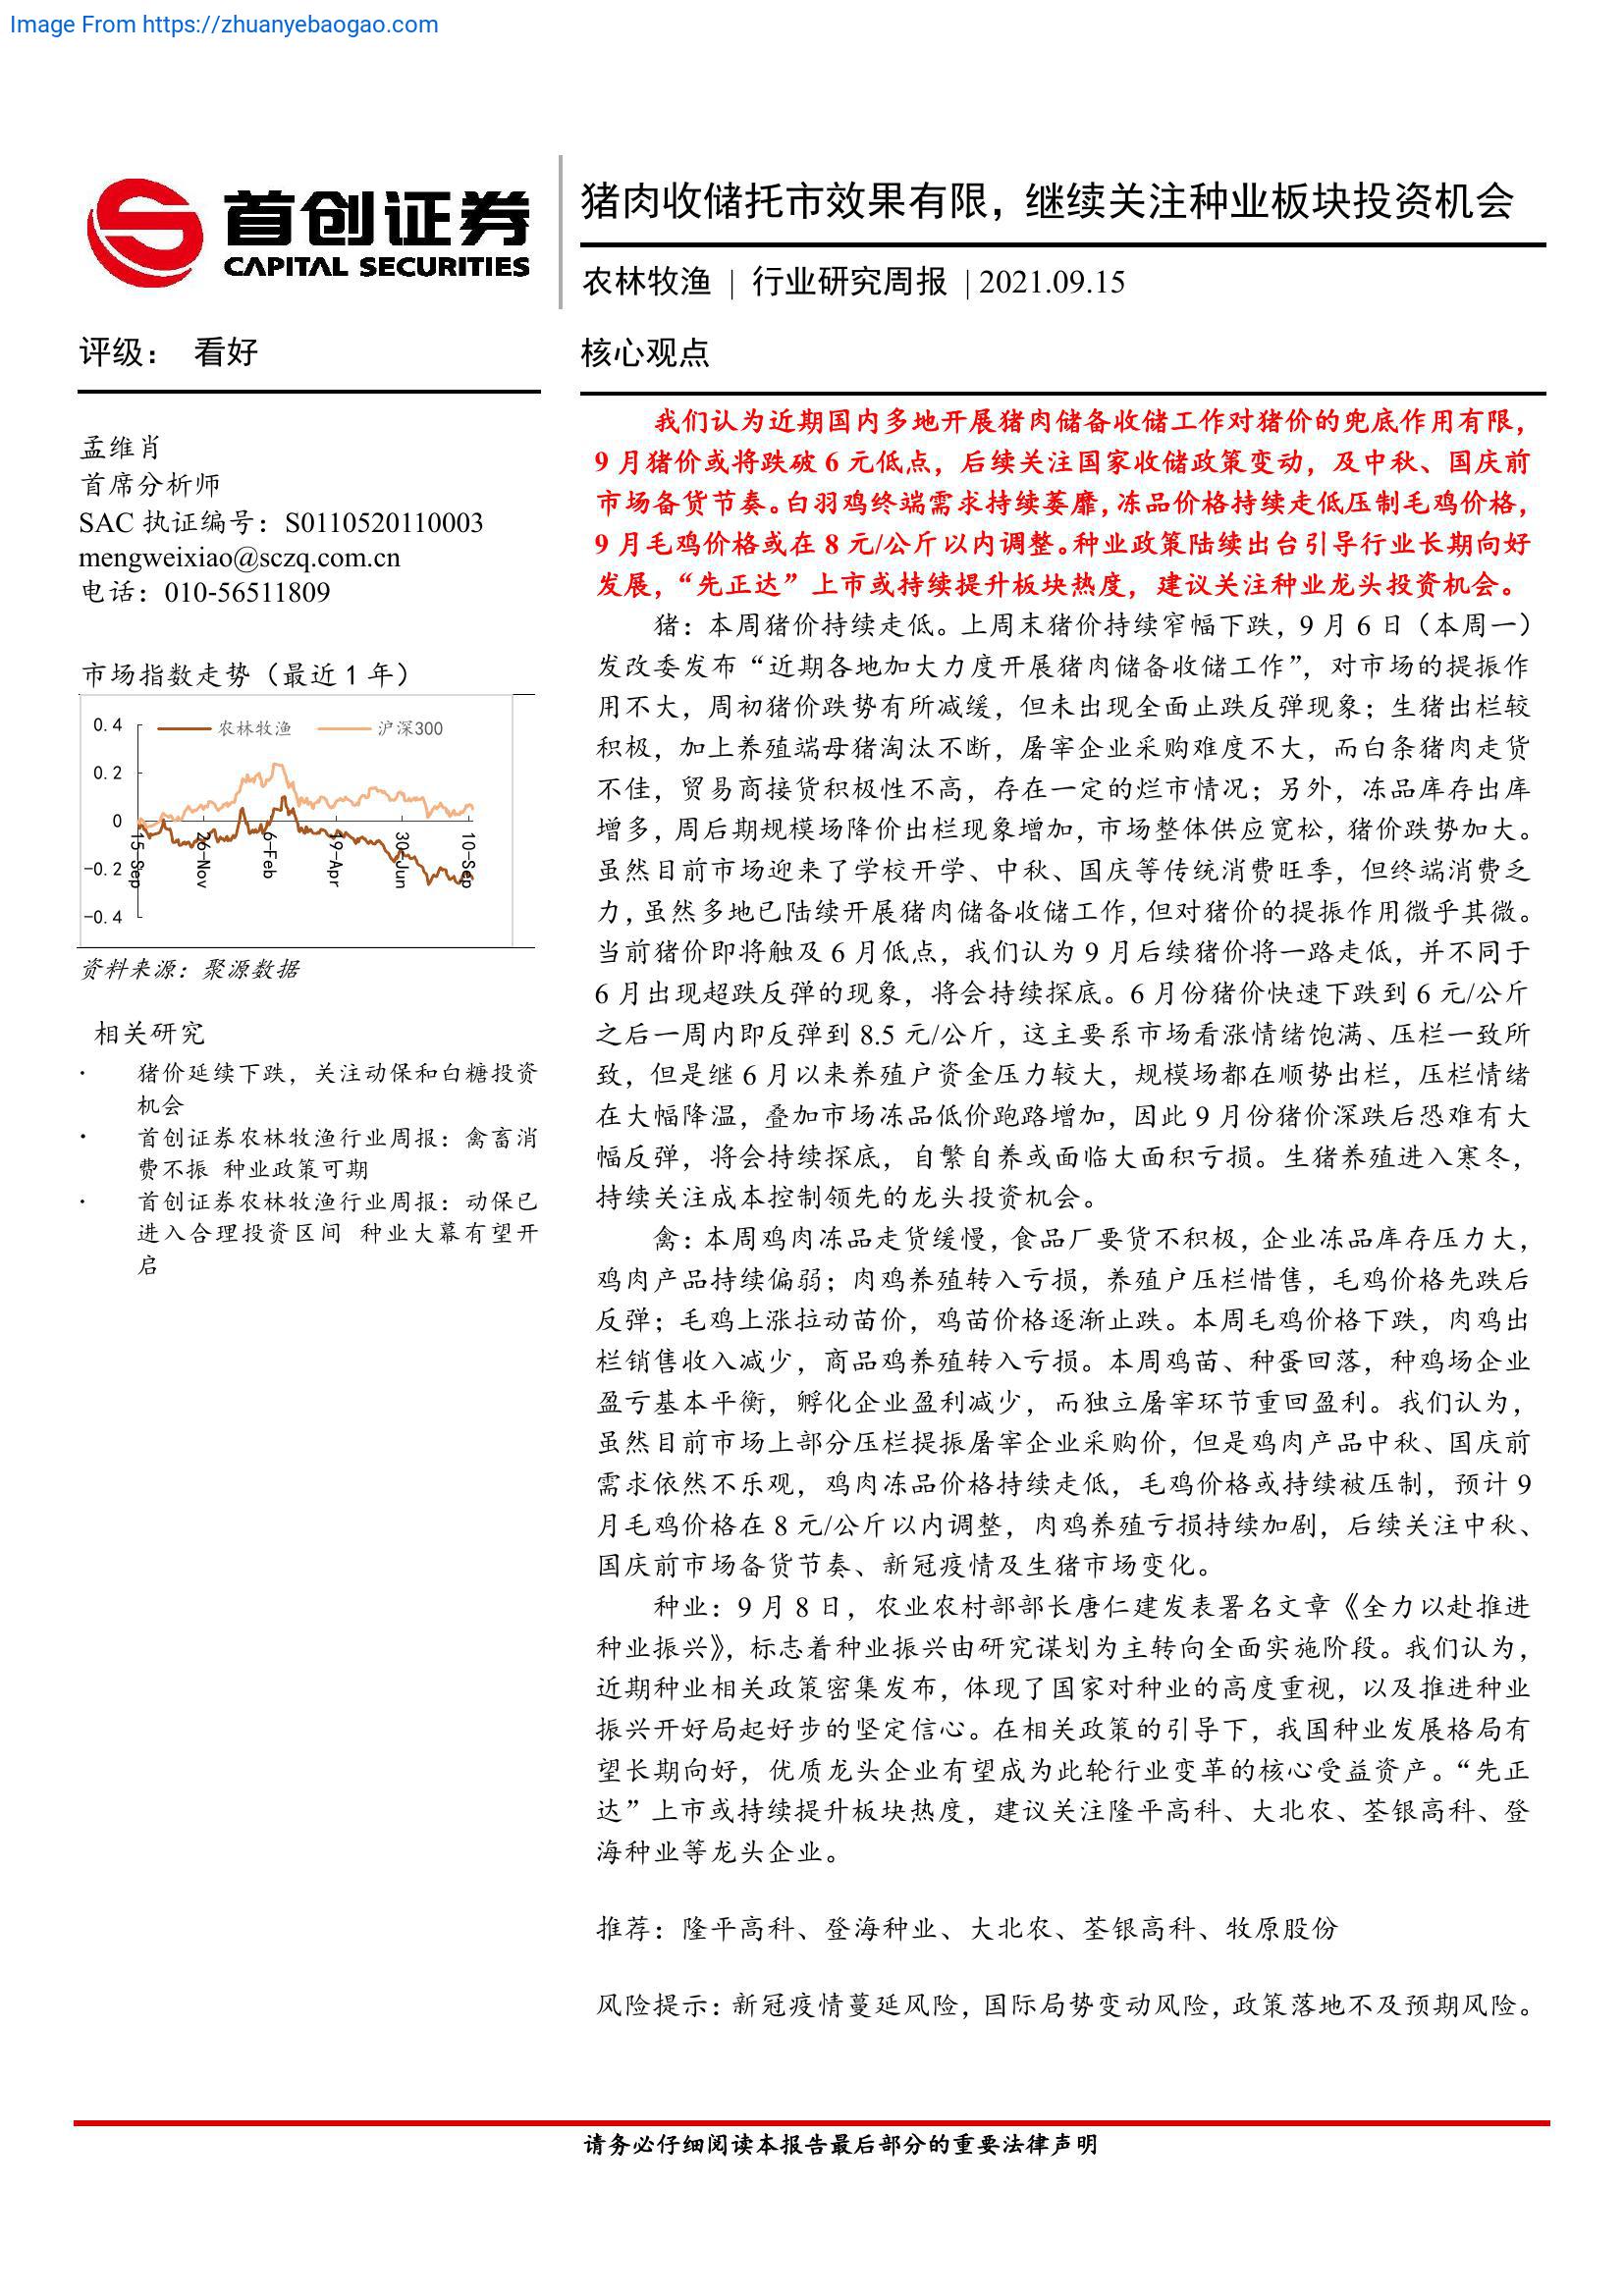 Image From https://zhuanyebaogao.com
首创证券
CAPITAL SECURITIES
猪肉收储托市效果有限，继续关注种业板块投资机会
农林牧渔 | 行业研究周报 | 2021.09.15
评级： 看好
孟维肖
首席分析师
SAC 执证编号：S0110520110003
mengweixiao@sczq.com.cn
电话：010-56511809
市场指数走势（最近 1 年）
农林牧渔 沪深300
0.4
0.2
0
-0.2
-0.4
15-Sep 26-Nov 6-Feb 19-Apr 30-Jun 10-Sep
资料来源：聚源数据
相关研究
· 猪价延续下跌，关注动保和白糖投资
机会
· 首创证券农林牧渔行业周报：禽畜消
费不振 种业政策可期
· 首创证券农林牧渔行业周报：动保已
进入合理投资区间 种业大幕有望开
启
核心观点
我们认为近期国内多地开展猪肉储备收储工作对猪价的兜底作用有限，
9 月猪价或将跌破 6 元低点，后续关注国家收储政策变动，及中秋、国庆前
市场备货节奏。白羽鸡终端需求持续萎靡，冻品价格持续走低压制毛鸡价格，
9 月毛鸡价格或在 8 元/公斤以内调整。种业政策陆续出台引导行业长期向好
发展，“先正达”上市或持续提升板块热度，建议关注种业龙头投资机会。
猪：本周猪价持续走低。上周末猪价持续窄幅下跌，9 月 6 日（本周一）
发改委发布“近期各地加大力度开展猪肉储备收储工作”，对市场的提振作
用不大，周初猪价跌势有所减缓，但未出现全面止跌反弹现象；生猪出栏较
积极，加上养殖端母猪淘汰不断，屠宰企业采购难度不大，而白条猪肉走货
不佳，贸易商接货积极性不高，存在一定的烂市情况；另外，冻品库存出库
增多，周后期规模场降价出栏现象增加，市场整体供应宽松，猪价跌势加大。
虽然目前市场迎来了学校开学、中秋、国庆等传统消费旺季，但终端消费乏
力，虽然多地已陆续开展猪肉储备收储工作，但对猪价的提振作用微乎其微。
当前猪价即将触及 6 月低点，我们认为 9 月后续猪价将一路走低，并不同于
6 月出现超跌反弹的现象，将会持续探底。6 月份猪价快速下跌到 6 元/公斤
之后一周内即反弹到 8.5 元/公斤，这主要系市场看涨情绪饱满、压栏一致所
致，但是继 6 月以来养殖户资金压力较大，规模场都在顺势出栏，压栏情绪
在大幅降温，叠加市场冻品低价跑路增加，因此 9 月份猪价深跌后恐难有大
幅反弹，将会持续探底，自繁自养或面临大面积亏损。生猪养殖进入寒冬，
持续关注成本控制领先的龙头投资机会。
禽：本周鸡肉冻品走货缓慢，食品厂要货不积极，企业冻品库存压力大，
鸡肉产品持续偏弱；肉鸡养殖转入亏损，养殖户压栏惜售，毛鸡价格先跌后
反弹；毛鸡上涨拉动苗价，鸡苗价格逐渐止跌。本周毛鸡价格下跌，肉鸡出
栏销售收入减少，商品鸡养殖转入亏损。本周鸡苗、种蛋回落，种鸡场企业
盈亏基本平衡，孵化企业盈利减少，而独立屠宰环节重回盈利。我们认为，
虽然目前市场上部分压栏提振屠宰企业采购价，但是鸡肉产品中秋、国庆前
需求依然不乐观，鸡肉冻品价格持续走低，毛鸡价格或持续被压制，预计 9
月毛鸡价格在 8 元/公斤以内调整，肉鸡养殖亏损持续加剧，后续关注中秋、
国庆前市场备货节奏、新冠疫情及生猪市场变化。
种业：9 月 8 日，农业农村部部长唐仁建发表署名文章《全力以赴推进
种业振兴》，标志着种业振兴由研究谋划为主转向全面实施阶段。我们认为，
近期种业相关政策密集发布，体现了国家对种业的高度重视，以及推进种业
振兴开好局起好步的坚定信心。在相关政策的引导下，我国种业发展格局有
望长期向好，优质龙头企业有望成为此轮行业变革的核心受益资产。“先正
达”上市或持续提升板块热度，建议关注隆平高科、大北农、荃银高科、登
海种业等龙头企业。
推荐：隆平高科、登海种业、大北农、荃银高科、牧原股份
风险提示：新冠疫情蔓延风险，国际局势变动风险，政策落地不及预期风险。
请务必仔细阅读本报告最后部分的重要法律声明